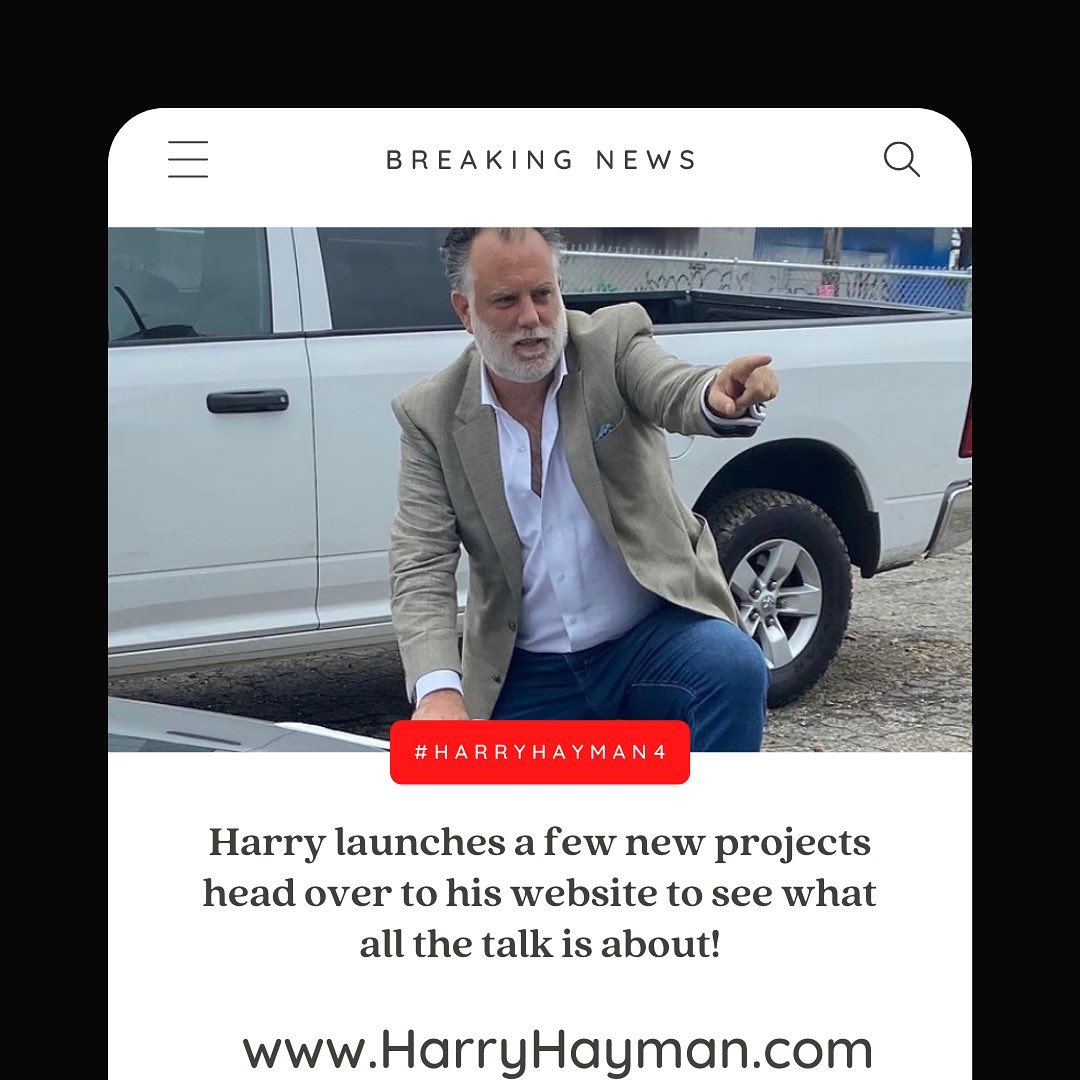 BREAKING NEWS
#HARRYHAYMAN4
Harry launches a few new projects
head over to his website to see what
all the talk is about!
www.HarryHayman.com